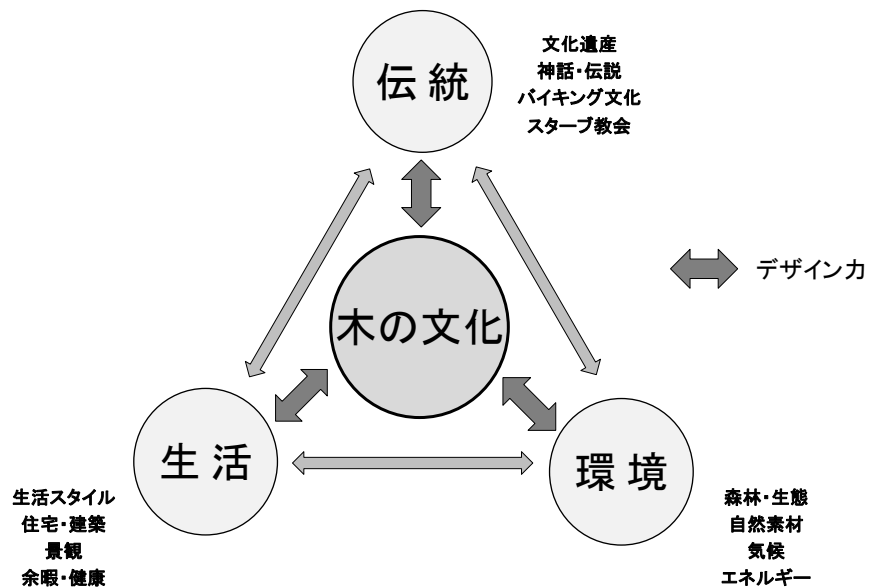 伝統
文化遺産
神話・伝説
バイキング文化
スターブ教会
デザイン力
木の文化
生活
生活スタイル
住宅・建築
景観
余暇・健康
環境
森林・生態
自然素材
気候
エネルギー